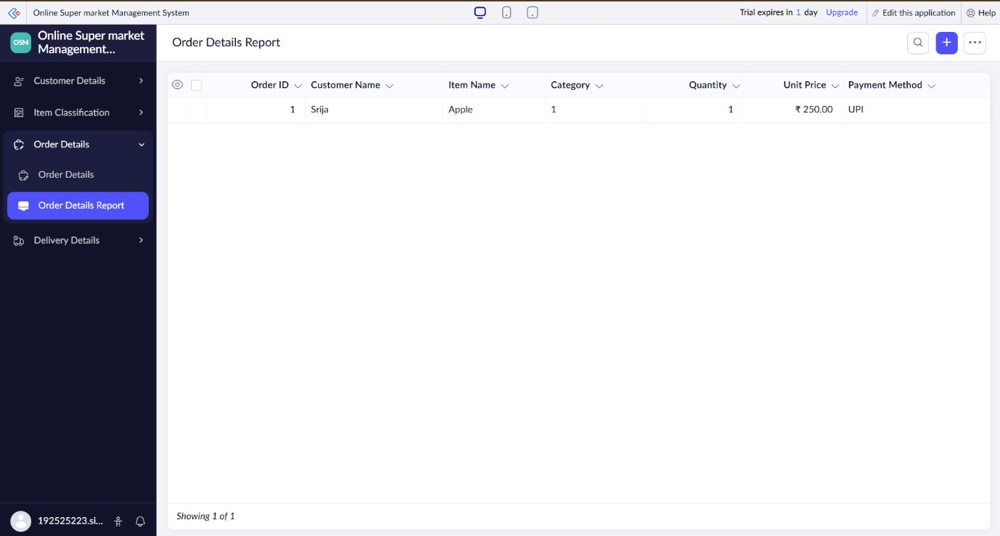 Online Super market Management System
Trial expires in 1 day Upgrade
Edit this application
Help
OSM
Online Super market
Management...
Customer Details
Item Classification
Order Details
Order Details
Order Details Report
Delivery Details
192525223.si...
Order Details Report
Order ID Customer Name Item Name Category Quantity Unit Price Payment Method
1 Srija Apple 1 1 ₹ 250.00 UPI
Showing 1 of 1